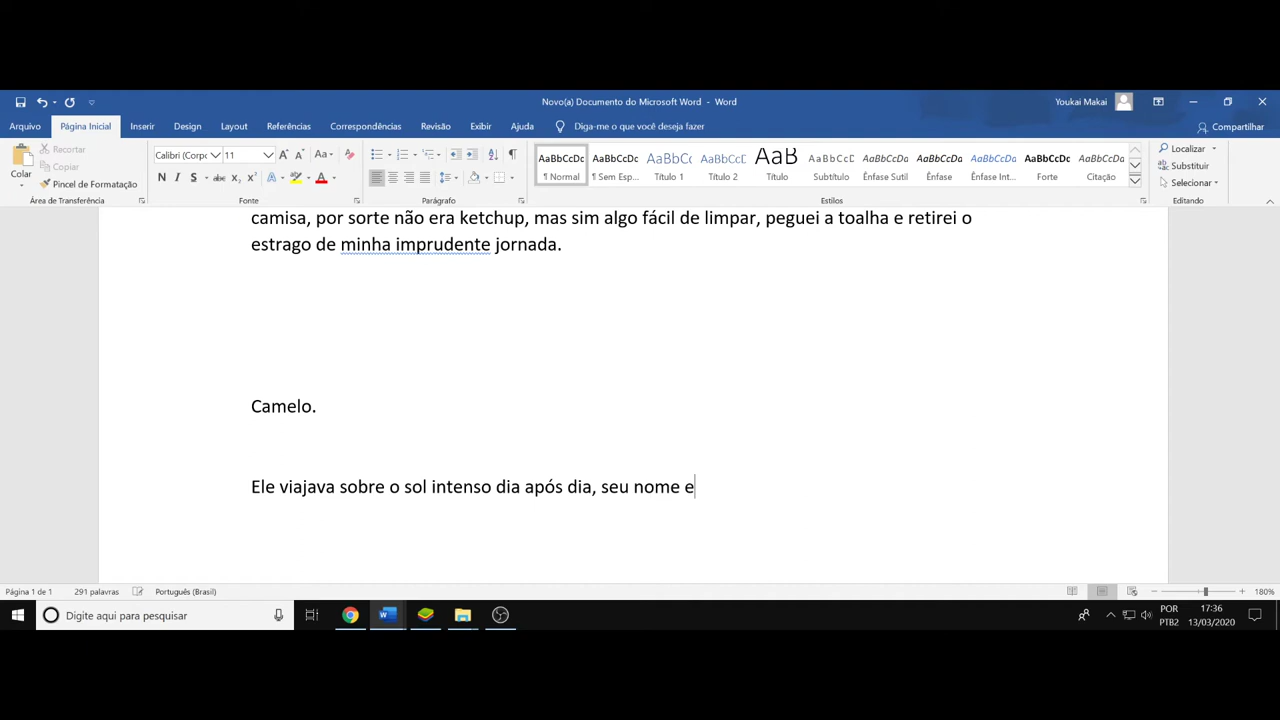 Novo(a) Documento do Microsoft Word - Word
Youkai Makai
Arquivo Página Inicial Inserir Design Layout Referências Correspondências Revisão Exibir Ajuda Diga-me o que você deseja fazer Compartilhar
Colar
Recortar
Copiar
Pincel de Formatação
Área de Transferência
Calibri (Corpo 11 Aa
N I S abc x₂ x² A A
Fonte
Parágrafo
AaBbCcDc AaBbCcDc AaBbCc AaBbCcD AaB AaBbCcD AaBbCcDa AaBbCcDa AaBbCcDa AaBbCcDc AaBbCcDa
¶ Normal ¶ Sem Esp... Título 1 Título 2 Título Subtítulo Ênfase Sutil Ênfase Ênfase Int... Forte Citação
Estilos
Localizar
Substituir
Selecionar
Editando
camisa, por sorte não era ketchup, mas sim algo fácil de limpar, peguei a toalha e retirei o
estrago de minha imprudente jornada.
Camelo.
Ele viajava sobre o sol intenso dia após dia, seu nome e
Página 1 de 1 291 palavras Português (Brasil) 180%
Digite aqui para pesquisar
POR
PTB2
17:36
13/03/2020